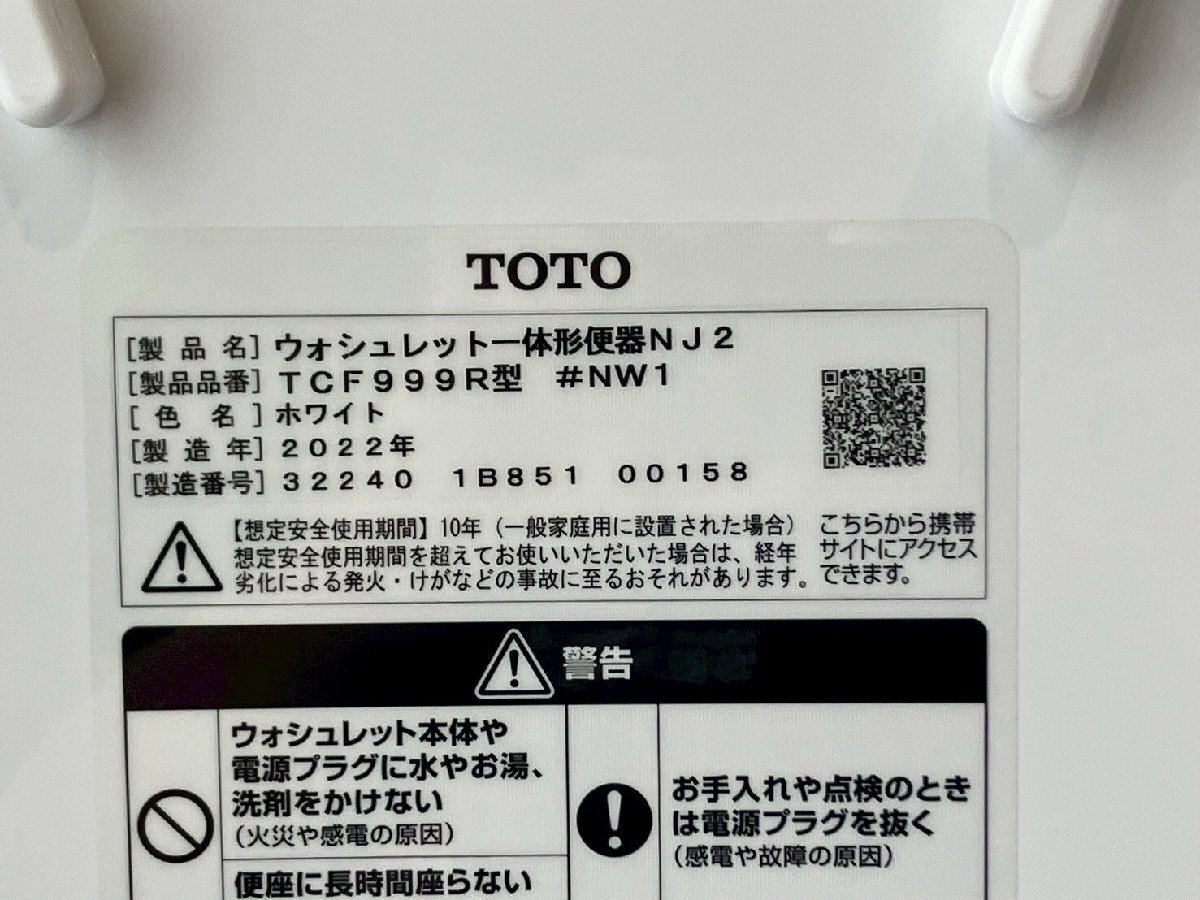 TOTO
[製品名] ウォシュレット一体形便器NJ2
[製品品番] TCF999R型 #NW1
[色名] ホワイト
[製造年] 2022年
[製造番号] 32240 1B851 00158
【想定安全使用期間】10年(一般家庭用に設置された場合)
想定安全使用期間を超えてお使いいただいた場合は、経年
劣化による発火・けがなどの事故に至るおそれがあります。
こちらから携帯
サイトにアクセス
できます。
警告
ウォシュレット本体や
電源プラグに水やお湯、
洗剤をかけない
(火災や感電の原因)
便座に長時間座らない
お手入れや点検のとき
は電源プラグを抜く
(感電や故障の原因)